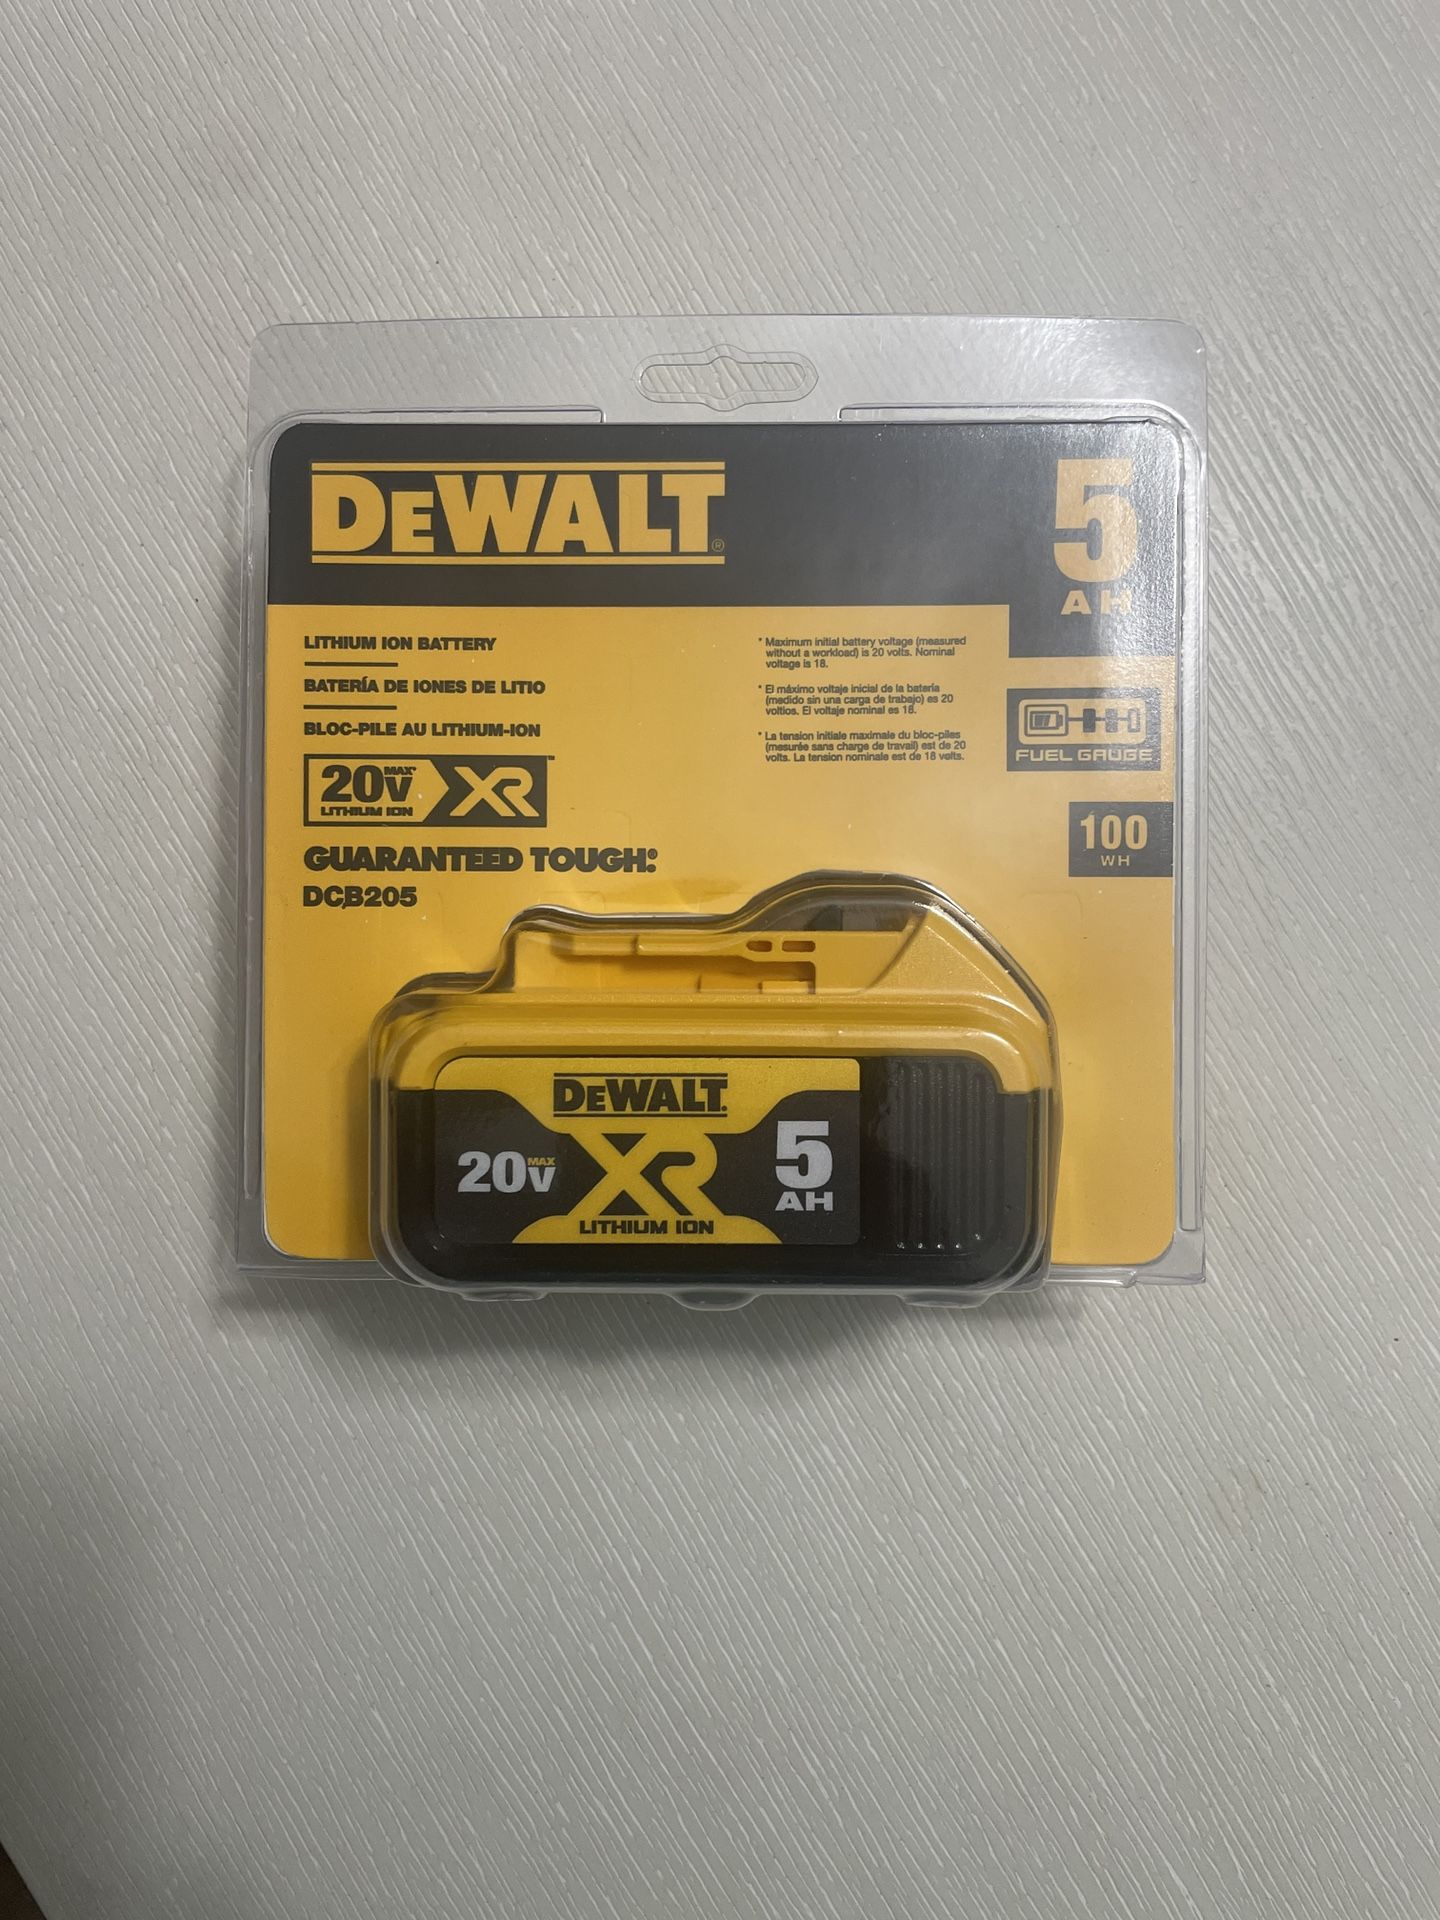 DEWALT®
5
AH
LITHIUM ION BATTERY
BATERÍA DE IONES DE LITIO
BLOC-PILE AU LITHIUM-ION
20V MAX* XR™
LITHIUM ION
GUARANTEED TOUGH®
DCB205
* Maximum initial battery voltage (measured
without a workload) is 20 volts. Nominal
voltage is 18.
* El máximo voltaje inicial de la batería
(medido sin una carga de trabajo) es 20
voltios. El voltaje nominal es 18.
* La tension initiale maximale du bloc-piles
(mesurée sans charge de travail) est de 20
volts. La tension nominale est de 18 volts.
FUEL GAUGE
100
WH
DEWALT.
20V MAX XR 5
AH
LITHIUM ION